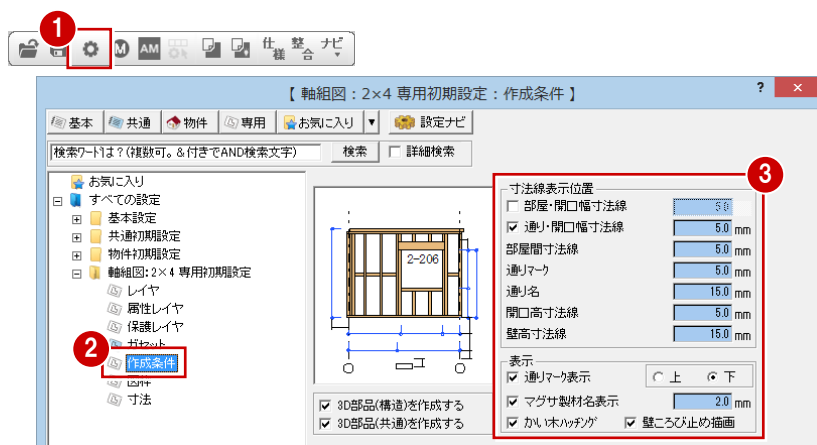 1
M AM 仕様 整合 ナビ
【 軸組図：2×4 専用初期設定：作成条件 】 ? ×
基本 共通 物件 専用 お気に入り ▼ 設定ナビ
検索ワードは？(複数可。&付きでAND検索文字) 検索 詳細検索
お気に入り
すべての設定
基本設定
共通初期設定
物件初期設定
軸組図：2×4 専用初期設定
レイヤ
属性レイヤ
保護レイヤ
ガセット
2
作成条件
図枠
寸法
2-206
3D部品(構造)を作成する
3D部品(共通)を作成する
3
寸法線表示位置
部屋・開口幅寸法線 5.0
通り・開口幅寸法線 5.0 mm
部屋間寸法線 5.0 mm
通りマーク 5.0 mm
通り名 15.0 mm
開口高寸法線 5.0 mm
壁高寸法線 15.0 mm
表示
通りマーク表示 上 下
マグサ製材名表示 2.0 mm
かい木ハッチング 壁ころび止め描画